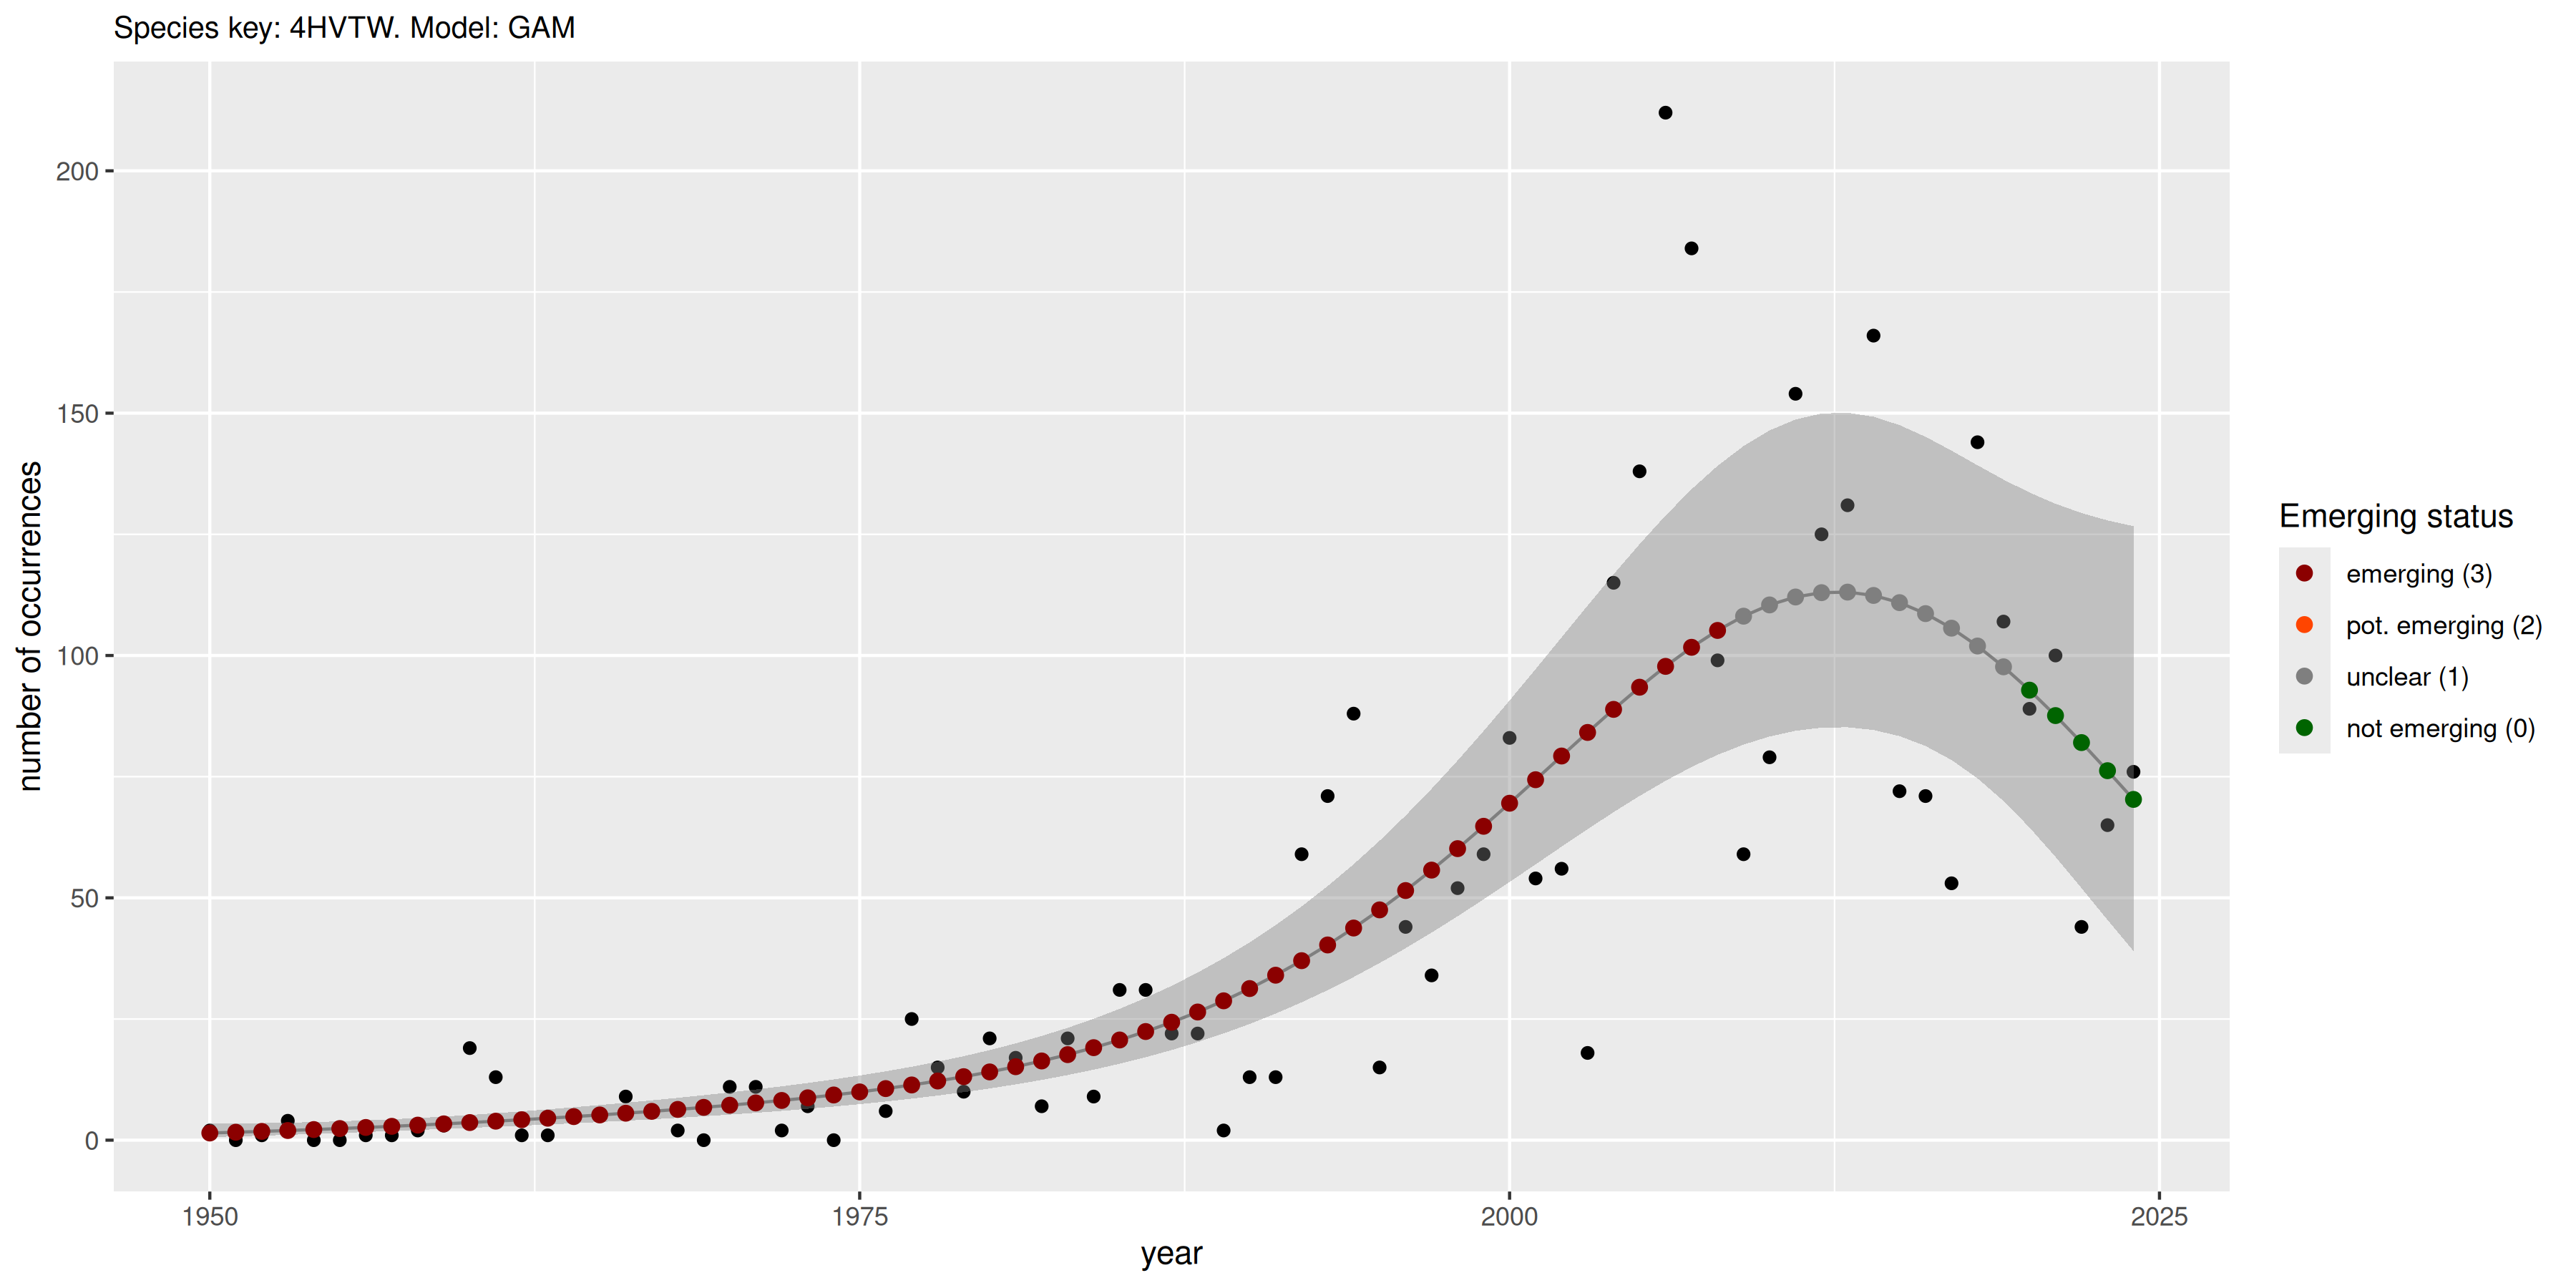 Species key: 4HVTW. Model: GAM
200
150
100
50
0
number of occurrences
1950
1975
2000
2025
year
Emerging status
emerging (3)
pot. emerging (2)
unclear (1)
not emerging (0)